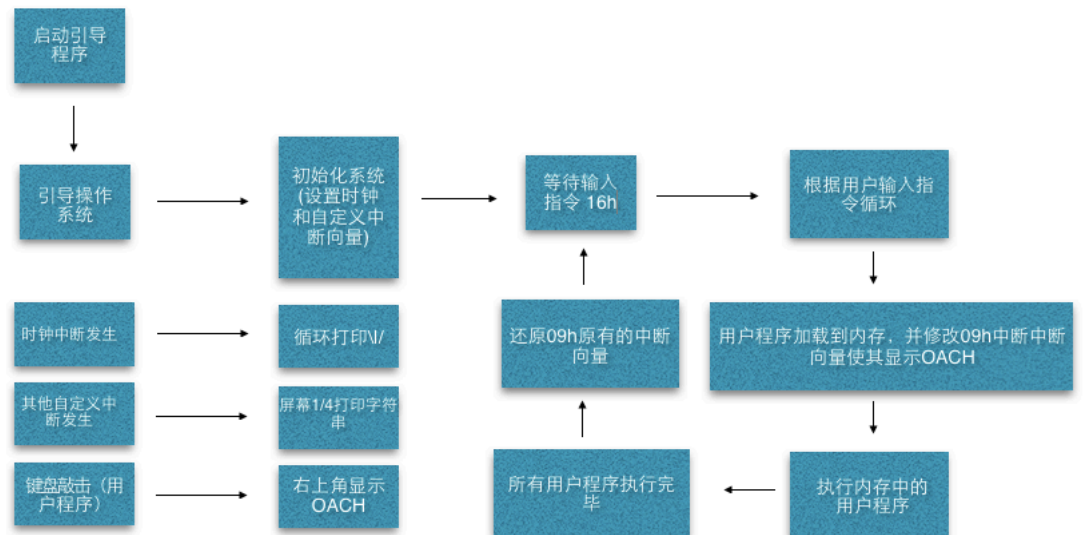 启动引导
程序
引导操作
系统
初始化系统
(设置时钟
和自定义中
断向量)
等待输入
指令 16h
根据用户输入指
令循环
时钟中断发生
循环打印\I/
还原09h原有的中断
向量
用户程序加载到内存，并修改09h中断中断
向量使其显示OACH
其他自定义中
断发生
屏幕1/4打印字符
串
键盘敲击（用
户程序）
右上角显示
OACH
所有用户程序执行完
毕
执行内存中的
用户程序